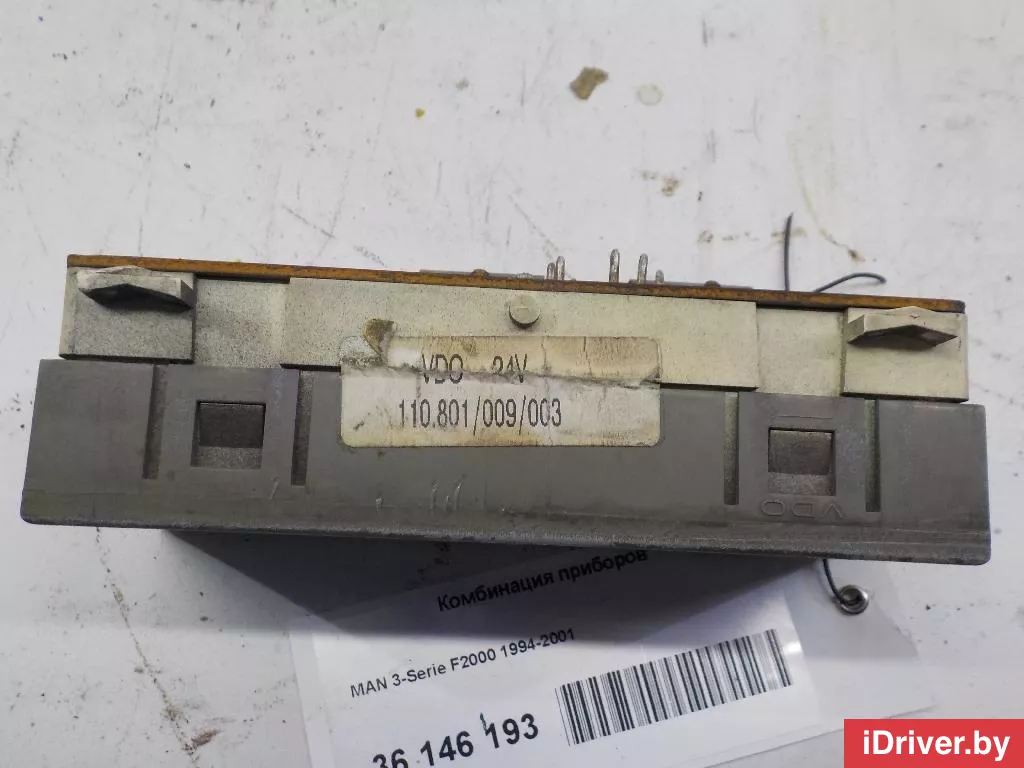 VDO 24V
110.801/009/003
VDO
Комбинация приборов
MAN 3-Serie F2000 1994-2001
36 146 193
iDriver.by